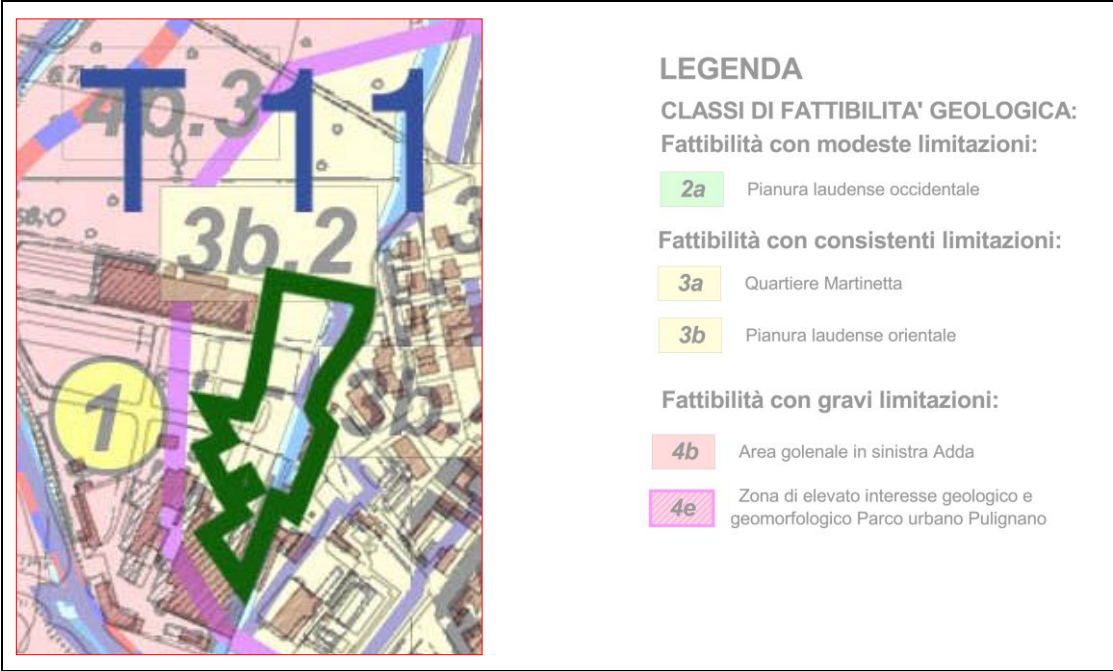 T 11
4b.3
3b.2
1
3b
LEGENDA
CLASSI DI FATTIBILITA' GEOLOGICA:
Fattibilità con modeste limitazioni:
2a Pianura laudense occidentale
Fattibilità con consistenti limitazioni:
3a Quartiere Martinetta
3b Pianura laudense orientale
Fattibilità con gravi limitazioni:
4b Area golenale in sinistra Adda
4e Zona di elevato interesse geologico e
geomorfologico Parco urbano Pulignano